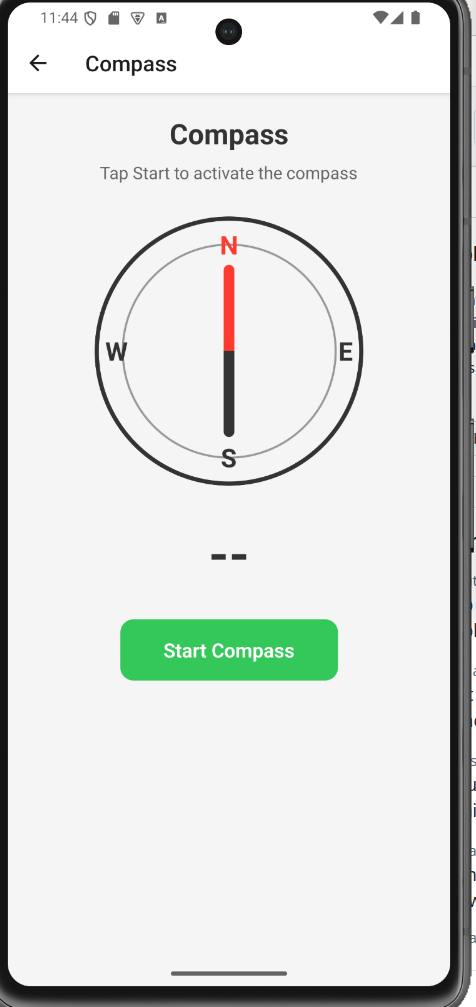 11:44
Compass
Compass
Tap Start to activate the compass
N
W
E
S
--
Start Compass